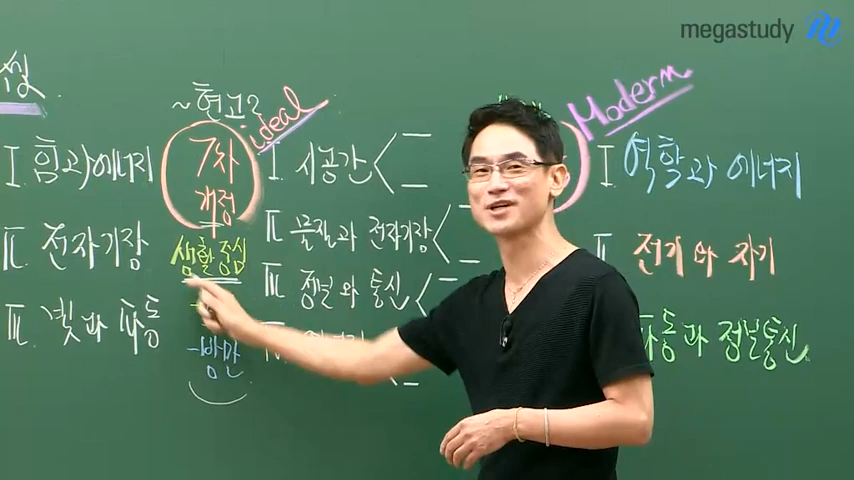 megastudy
~현고2
ideal
Modern
Ⅰ 힘과 에너지
Ⅱ 전자기장
Ⅲ 빛과 파동
7차
개정
생활 중심
방만
Ⅰ. 시공간
Ⅱ 물질과 전자기장
Ⅲ 정보와 통신
Ⅰ 역학과 에너지
Ⅱ 전기와 자기
파동과 정보통신